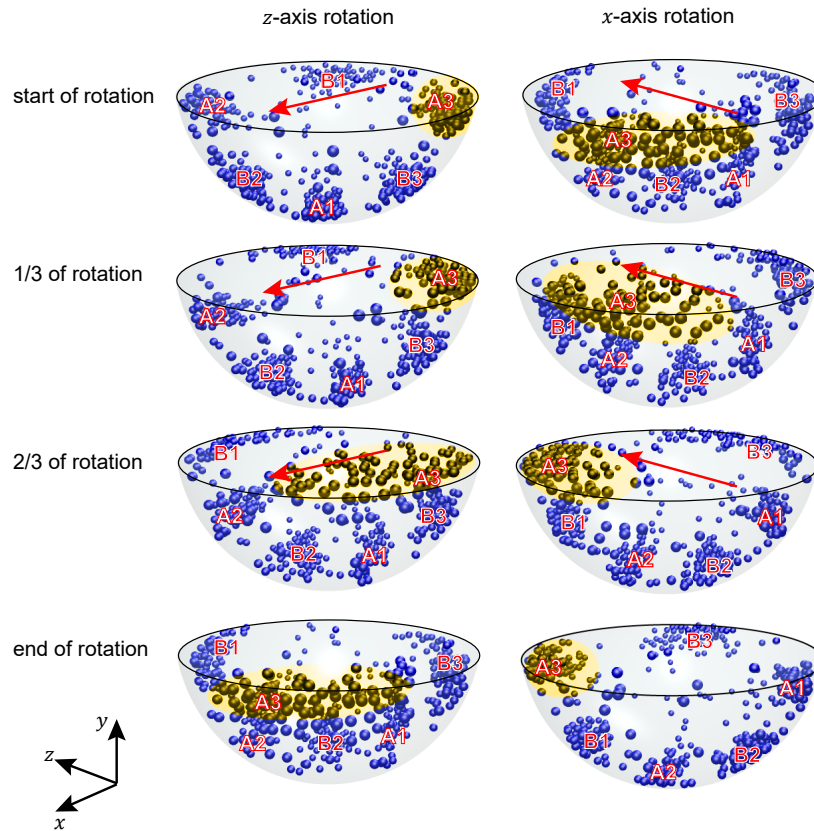 z-axis rotation x-axis rotation
start of rotation
B1 A2 A3 B2 B3 A1
B1 B3 A3 A2 B2 A1
1/3 of rotation
B1 A3 A2 B3 B2 A1
B3 A3 B1 A1 A2 B2
2/3 of rotation
B1 A3 A2 B3 B2 A1
B3 A3 B1 A1 A2 B2
end of rotation
B1 B3 A3 A2 B2 A1
B3 A3 A1 B1 B2 A2
y
z
x